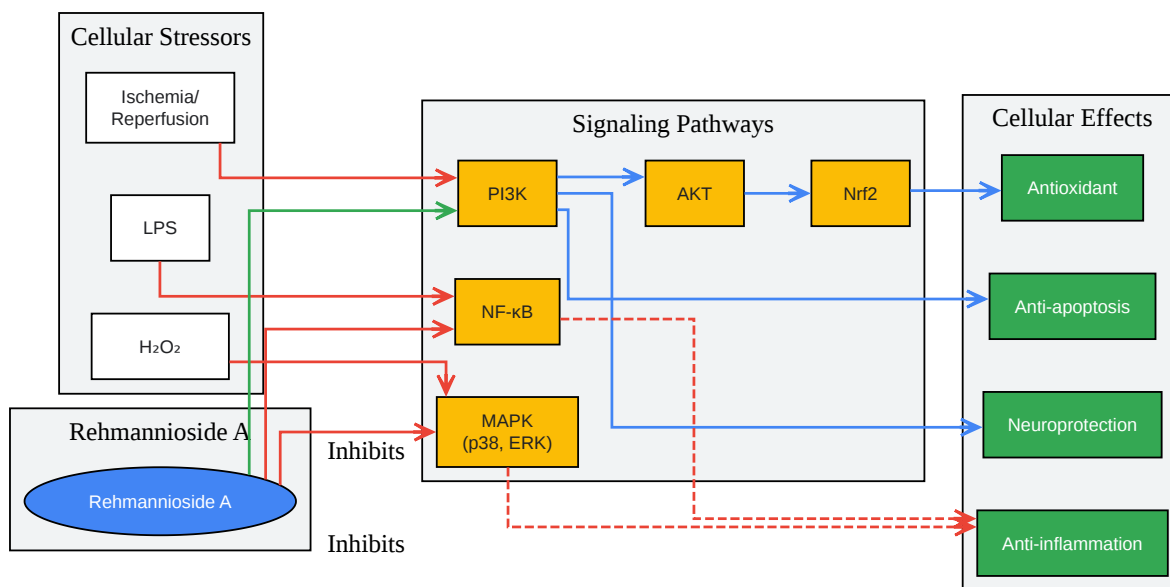 Cellular Stressors
Ischemia/
Reperfusion
LPS
H₂O₂
Rehmannioside A
Rehmannioside A
Inhibits
Inhibits
Signaling Pathways
PI3K
AKT
Nrf2
NF-κB
MAPK
(p38, ERK)
Cellular Effects
Antioxidant
Anti-apoptosis
Neuroprotection
Anti-inflammation